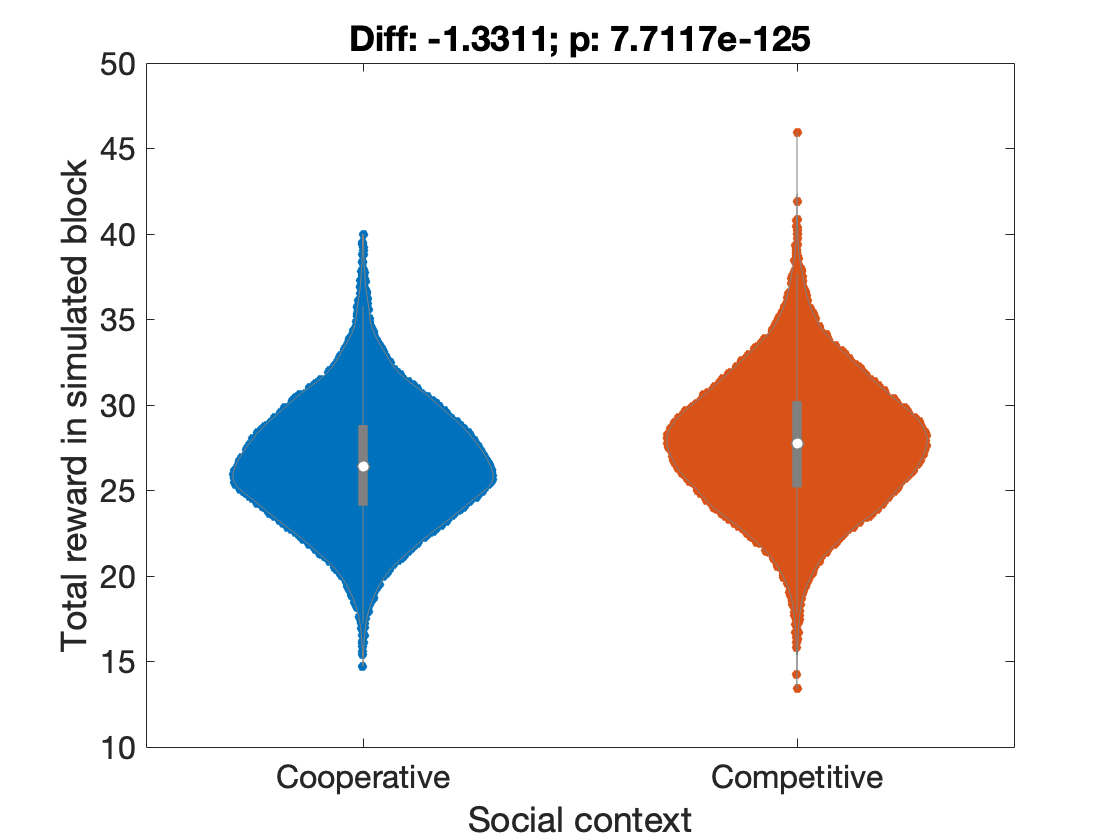 Diff: -1.3311; p: 7.7117e-125
50
45
40
35
30
25
20
15
10
Total reward in simulated block
Cooperative
Competitive
Social context